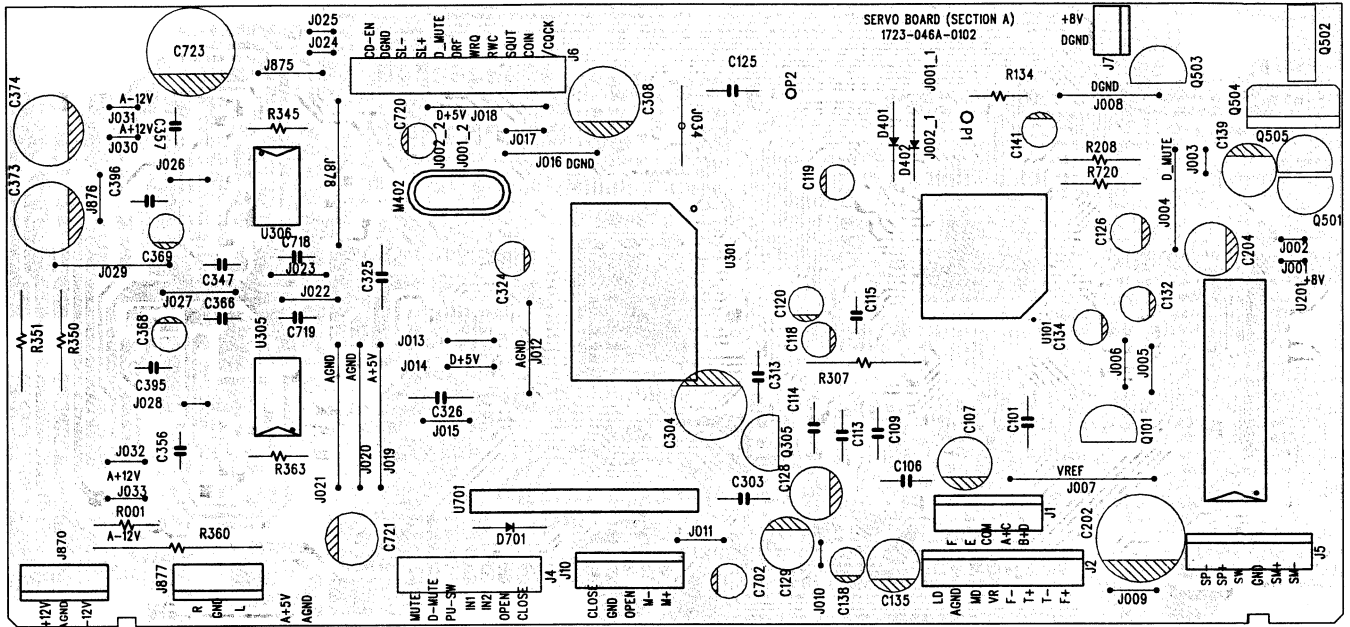 SERVO BOARD (SECTION A)
1723-046A-0102
+8V
DGND
J7
Q503
Q502
Q504
Q505
Q501
C139
J003
D_MUTE
J004
C204
J002
J001
+8V
U201
DGND
J008
R134
J001_1
J002_1
D401
D402
P1
C141
R208
R720
C126
C132
C134
U101
J006
J005
Q101
VREF
J007
C202
J009
J5
SP-
SP+
SW
GND
SM+
SM-
J025
J024
C723
J875
CD-EN
DGND
SL-
SL+
D_MUTE
DRF
WRQ
RWC
SQUT
COIN
/CQCK
J6
C308
C125
OP2
J034
C374
A-12V
J031
A+12V
J030
C357
R345
C720
D+5V
J018
J017
J016
DGND
J002_2
J001_2
M402
C119
C373
C396
J876
J026
J878
U306
C369
J029
C347
C718
J023
C325
C324
U301
C120
C115
C118
J027
C366
J022
C719
C368
U305
R351
R350
J013
J014
D+5V
AGND
J012
AGND
AGND
A+5V
C395
J028
C326
J015
R307
C313
C114
C304
Q305
C113
C109
C107
C101
C106
C128
C303
J032
A+12V
J033
C356
R363
J021
J020
J019
U701
R001
A-12V
R360
D701
C721
J011
J1
F
E
COM
A+C
B+D
J870
+12V
AGND
-12V
J877
R
GND
L
A+5V
AGND
J4
MUTE
D-MUTE
PU-SW
IN1
IN2
OPEN
CLOSE
J10
CLOSE
GND
OPEN
M-
M+
C702
C129
J010
C138
C135
J2
LD
AGND
MD
VR
F-
T+
T-
F+